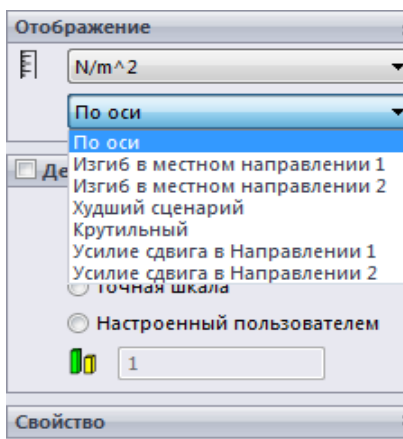 Отображение
N/m^2
По оси
По оси
Изгиб в местном направлении 1
Де
Изгиб в местном направлении 2
Худший сценарий
Крутильный
Усилие сдвига в Направлении 1
Усилие сдвига в Направлении 2
Точная шкала
Настроенный пользователем
1
Свойство